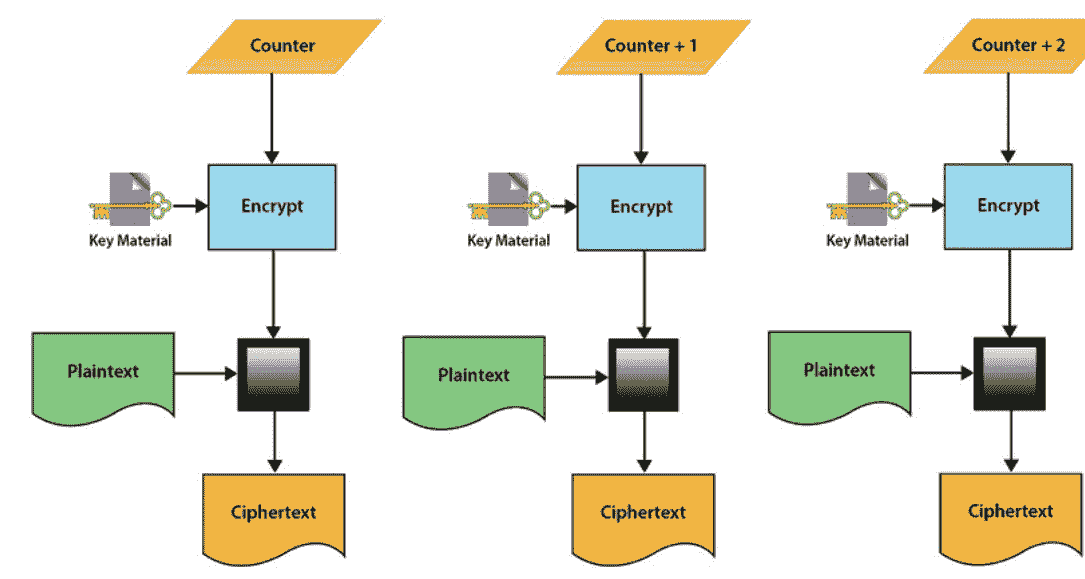 Counter
Counter + 1
Counter + 2
Encrypt
Encrypt
Encrypt
Key Material
Key Material
Key Material
Plaintext
Plaintext
Plaintext
Ciphertext
Ciphertext
Ciphertext